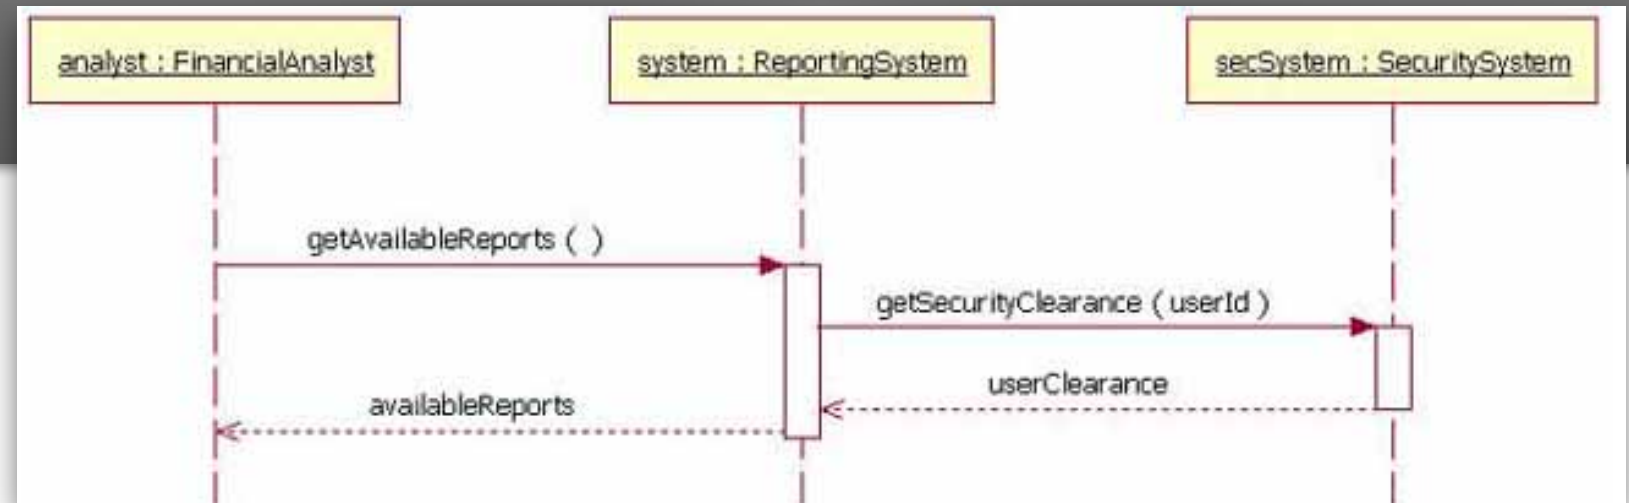 analyst : FinancialAnalyst
system : ReportingSystem
secSystem : SecuritySystem
getAvailableReports ( )
getSecurityClearance ( userId )
userClearance
availableReports